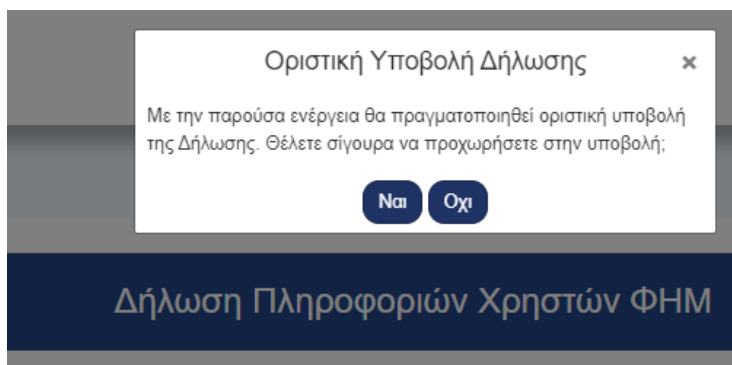 Οριστική Υποβολή Δήλωσης ×
Με την παρούσα ενέργεια θα πραγματοποιηθεί οριστική υποβολή
της Δήλωσης. Θέλετε σίγουρα να προχωρήσετε στην υποβολή;
Ναι Οχι
Δήλωση Πληροφοριών Χρηστών ΦΗΜ